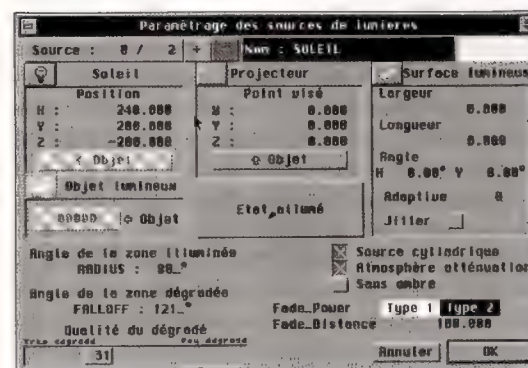 Paramétrage des sources de lumieres
Source : 8 / 2 + Nom : SOLEIL
Soleil
Position
X : 240.000
Y : 200.000
Z : -200.000
< Objet
Objet lumineux
00000 Objet
Projecteur
Point visé
X : 0.000
Y : 0.000
Z : 0.000
Objet
Etat allumé
Surface lumineus
Largeur
0.000
Longueur
0.000
Angle
H 0.00° V 0.00°
Adaptive 0
Jitter
Angle de la zone illuminée
RADIUS : 80_°
Angle de la zone dégradée
FALLOFF : 121_°
Qualité du dégradé
Très dégradé Peu dégradé
31
Source cylindrique
Atmosphère atténuation
Sans ombre
Fade_Power Type 1 Type 2
Fade_Distance 100.000
Annuler OK